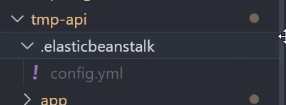 tmp-api
.elasticbeanstalk
! config.yml
app